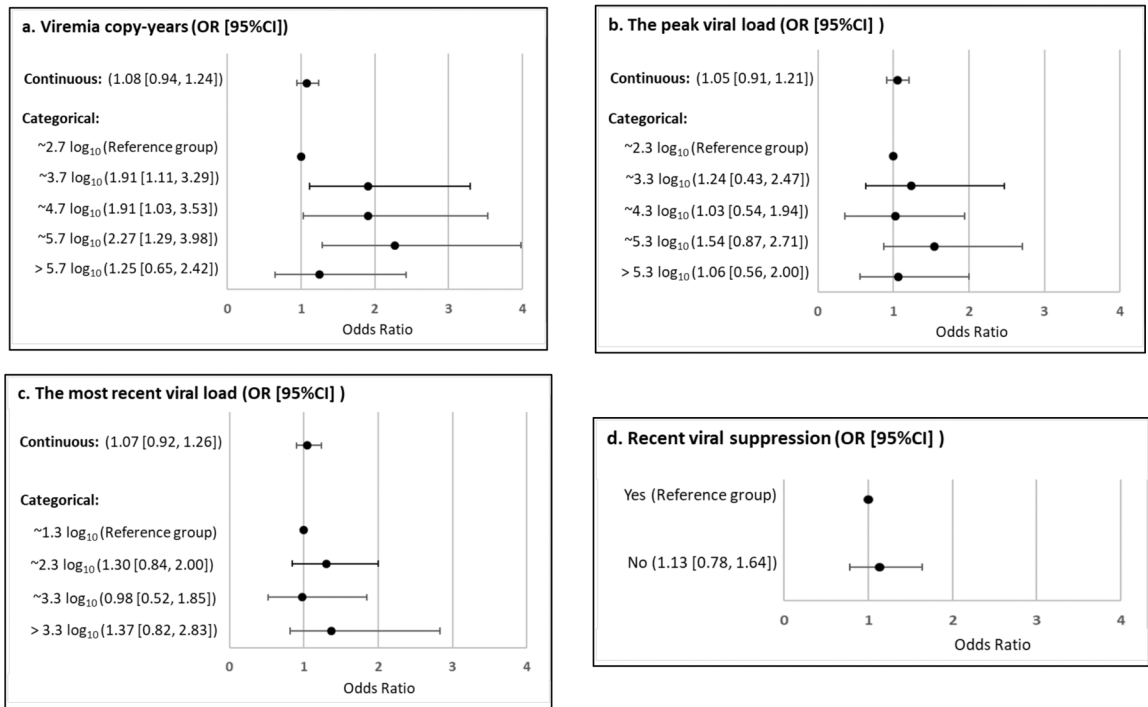 a. Viremia copy-years (OR [95%CI])
Continuous: (1.08 [0.94, 1.24])
Categorical:
~2.7 log₁₀ (Reference group)
~3.7 log₁₀ (1.91 [1.11, 3.29])
~4.7 log₁₀ (1.91 [1.03, 3.53])
~5.7 log₁₀ (2.27 [1.29, 3.98])
> 5.7 log₁₀ (1.25 [0.65, 2.42])
0 1 2 3 4
Odds Ratio
b. The peak viral load (OR [95%CI] )
Continuous: (1.05 [0.91, 1.21])
Categorical:
~2.3 log₁₀ (Reference group)
~3.3 log₁₀ (1.24 [0.43, 2.47])
~4.3 log₁₀ (1.03 [0.54, 1.94])
~5.3 log₁₀ (1.54 [0.87, 2.71])
> 5.3 log₁₀ (1.06 [0.56, 2.00])
0 1 2 3 4
Odds Ratio
c. The most recent viral load (OR [95%CI] )
Continuous: (1.07 [0.92, 1.26])
Categorical:
~1.3 log₁₀ (Reference group)
~2.3 log₁₀ (1.30 [0.84, 2.00])
~3.3 log₁₀ (0.98 [0.52, 1.85])
> 3.3 log₁₀ (1.37 [0.82, 2.83])
0 1 2 3 4
Odds Ratio
d. Recent viral suppression (OR [95%CI] )
Yes (Reference group)
No (1.13 [0.78, 1.64])
0 1 2 3 4
Odds Ratio